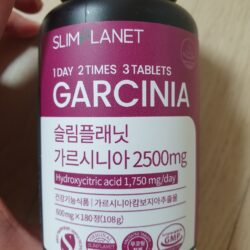 SLIMPLANET
1 DAY 2 TIMES 3 TABLETS
GARCINIA
슬림플래닛
가르시니아 2500mg
Hydroxycitric acid 1,750 mg/day
건강기능식품 | 가르시니아캄보지아추출물
600mg × 180정 (108g)
SLIMPLANET
GMP